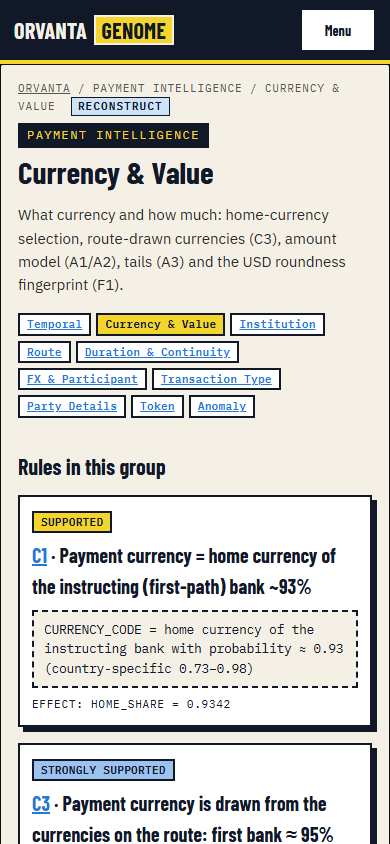 ORVANTA GENOME Menu
ORVANTA / PAYMENT INTELLIGENCE / CURRENCY &
VALUE RECONSTRUCT
PAYMENT INTELLIGENCE
Currency & Value
What currency and how much: home-currency
selection, route-drawn currencies (C3), amount
model (A1/A2), tails (A3) and the USD roundness
fingerprint (F1).
Temporal Currency & Value Institution
Route Duration & Continuity
FX & Participant Transaction Type
Party Details Token Anomaly
Rules in this group
SUPPORTED
C1 · Payment currency = home currency of
the instructing (first-path) bank ~93%
CURRENCY_CODE = home currency of the
instructing bank with probability ≈ 0.93
(country-specific 0.73–0.98)
EFFECT: HOME_SHARE = 0.9342
STRONGLY SUPPORTED
C3 · Payment currency is drawn from the
currencies on the route: first bank ≈ 95%